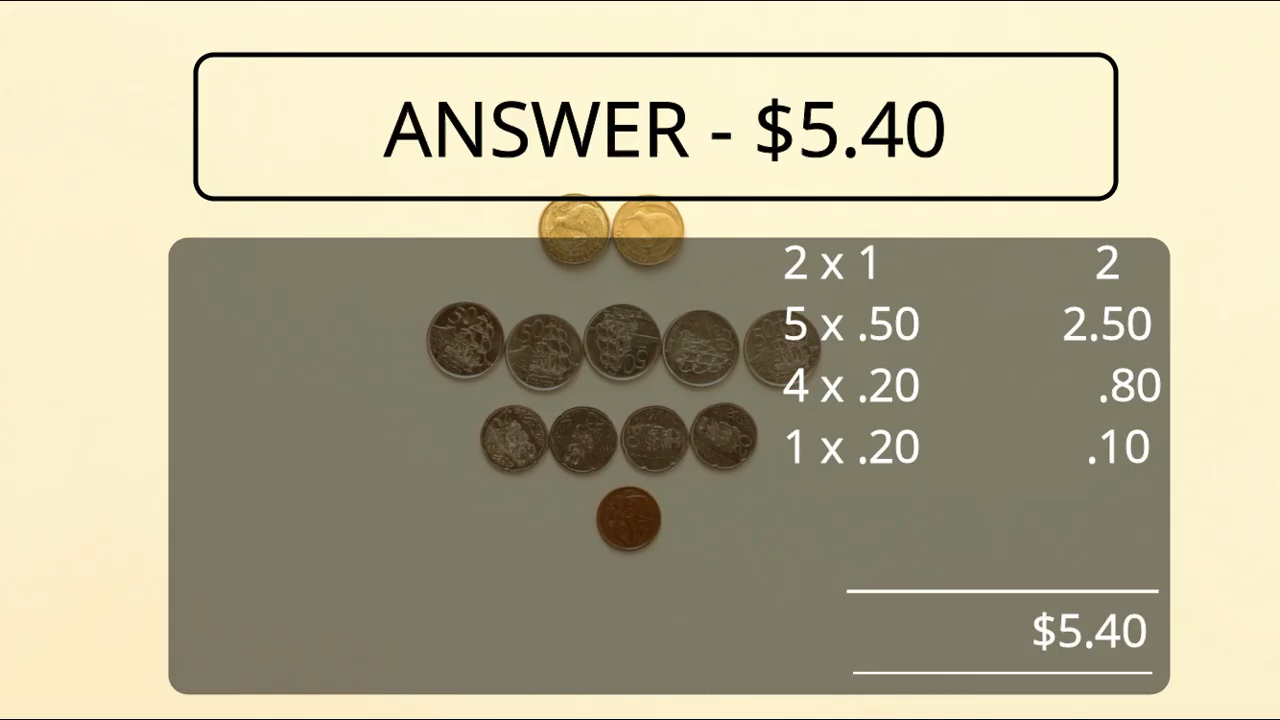 ANSWER - $5.40
2 x 1 2
5 x .50 2.50
4 x .20 .80
1 x .20 .10
$5.40